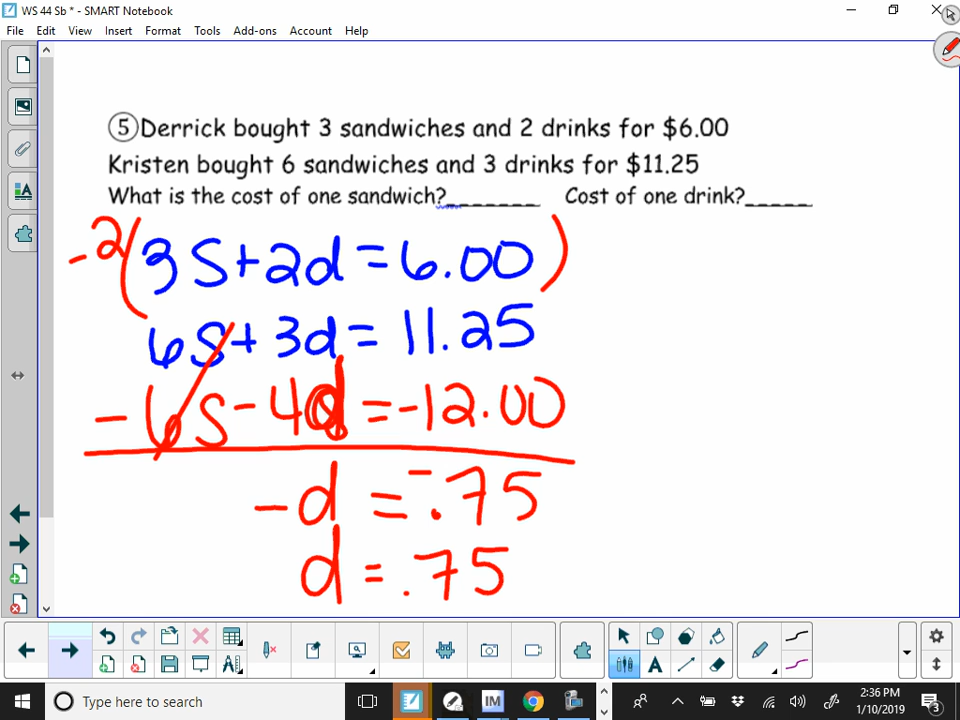 WS 44 Sb * - SMART Notebook
File Edit View Insert Format Tools Add-ons Account Help
⑤Derrick bought 3 sandwiches and 2 drinks for $6.00
Kristen bought 6 sandwiches and 3 drinks for $11.25
What is the cost of one sandwich?_______ Cost of one drink?_____
-2(3S+2d=6.00)
6S+3d=11.25
-6S-4d=-12.00
-d=-.75
d=.75
Type here to search
2:36 PM
1/10/2019
3